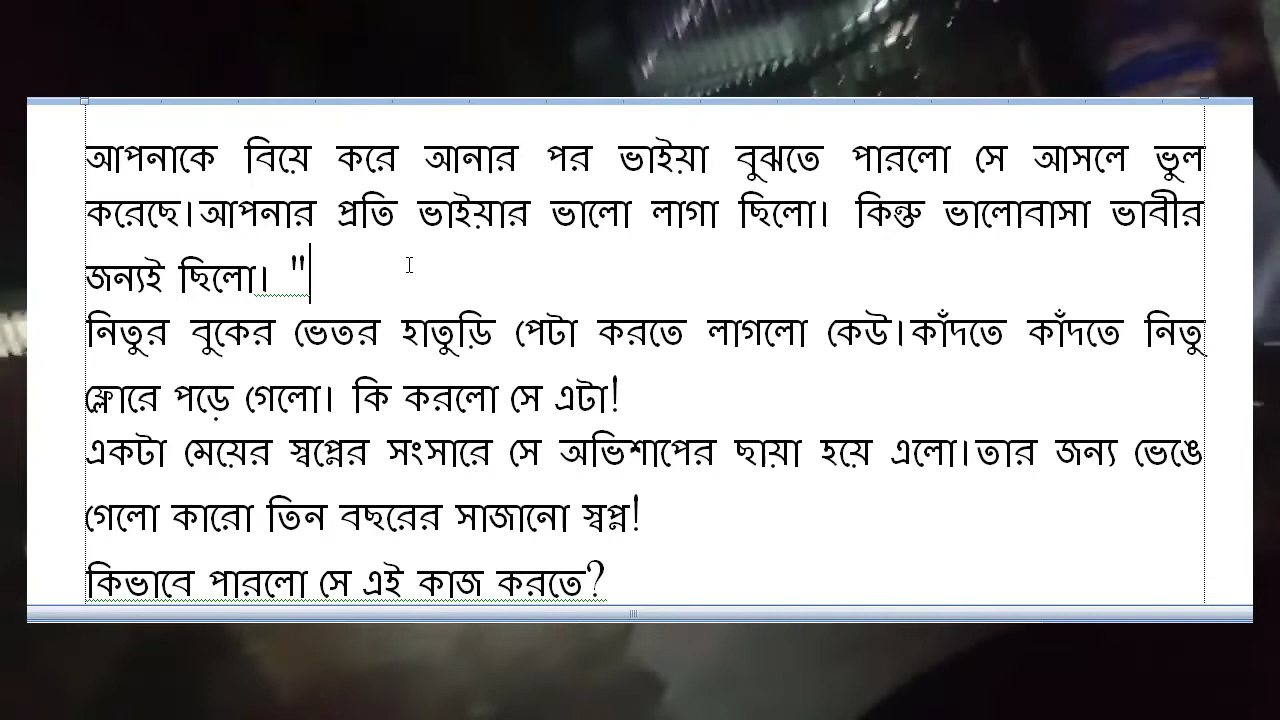 আপনাকে বিয়ে করে আনার পর ভাইয়া বুঝতে পারলো সে আসলে ভুল
করেছে।আপনার প্রতি ভাইয়ার ভালো লাগা ছিলো। কিন্তু ভালোবাসা ভাবীর
জন্যই ছিলো। "
নিতুর বুকের ভেতর হাতুড়ি পেটা করতে লাগলো কেউ।কাঁদতে কাঁদতে নিতু
ফ্লোরে পড়ে গেলো। কি করলো সে এটা!
একটা মেয়ের স্বপ্নের সংসারে সে অভিশাপের ছায়া হয়ে এলো।তার জন্য ভেঙে
গেলো কারো তিন বছরের সাজানো স্বপ্ন!
কিভাবে পারলো সে এই কাজ করতে?